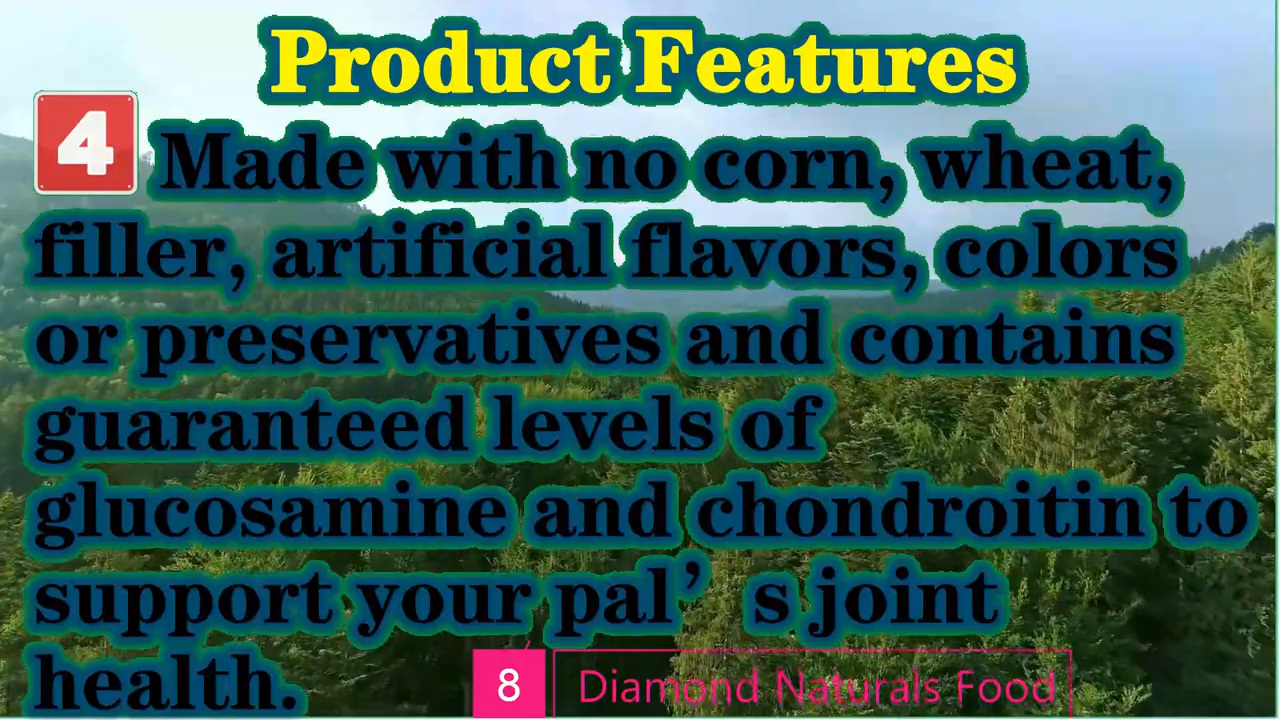 Product Features
4 Made with no corn, wheat,
filler, artificial flavors, colors
or preservatives and contains
guaranteed levels of
glucosamine and chondroitin to
support your pal’s joint
health.
8 Diamond Naturals Food